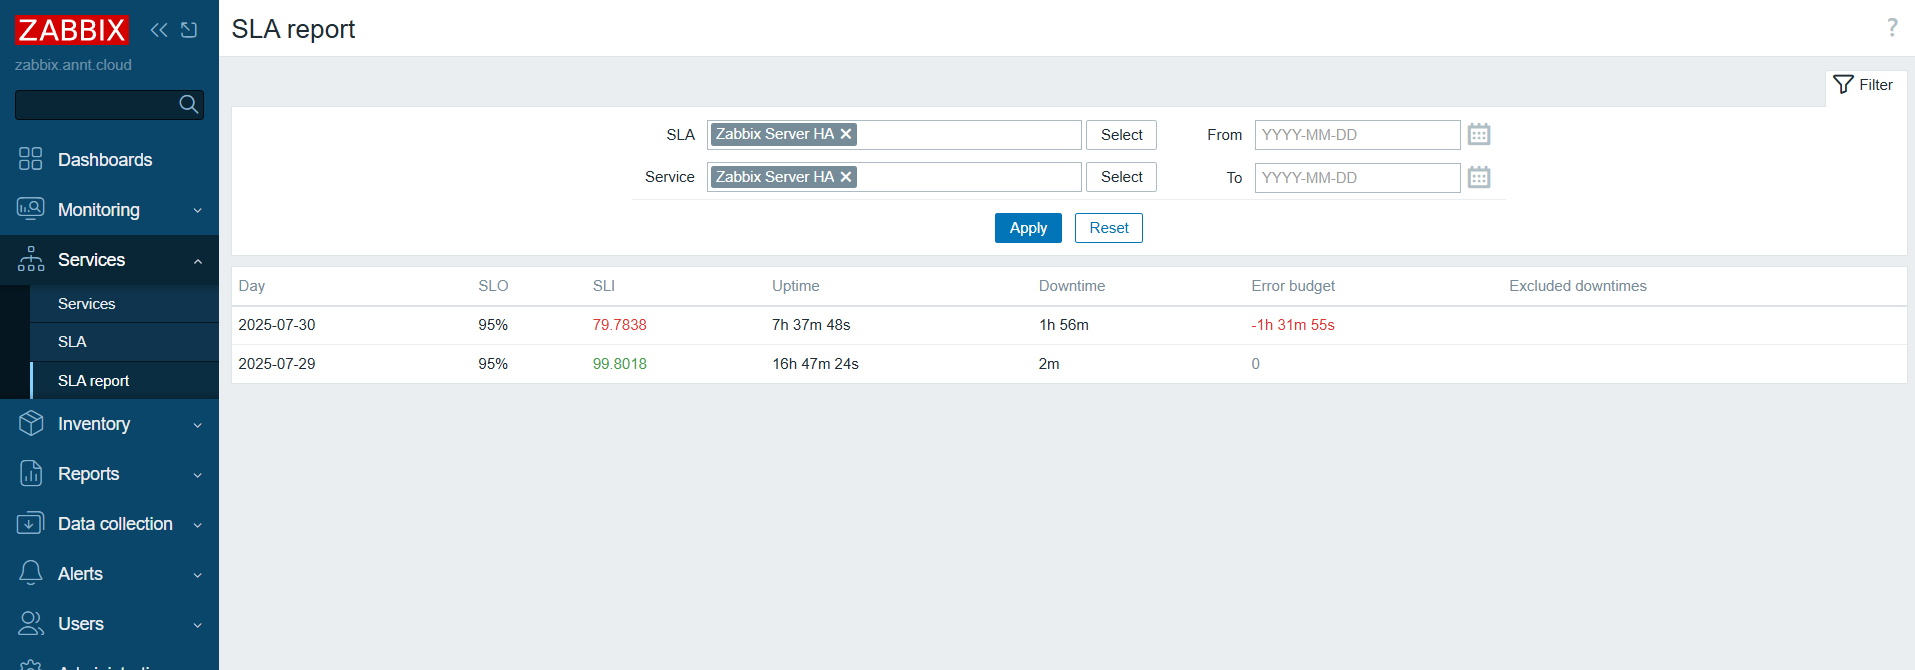 ZABBIX
zabbix.annt.cloud
Dashboards
Monitoring
Services
Services
SLA
SLA report
Inventory
Reports
Data collection
Alerts
Users
SLA report
?
Filter
SLA Zabbix Server HA Select From YYYY-MM-DD
Service Zabbix Server HA Select To YYYY-MM-DD
Apply Reset
Day SLO SLI Uptime Downtime Error budget Excluded downtimes
2025-07-30 95% 79.7838 7h 37m 48s 1h 56m -1h 31m 55s
2025-07-29 95% 99.8018 16h 47m 24s 2m 0